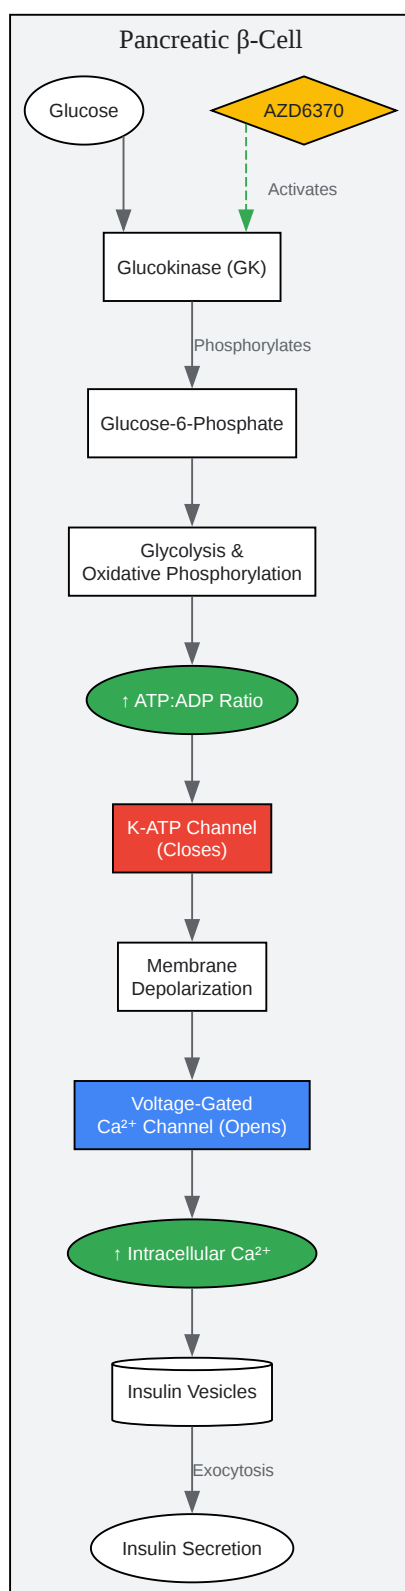 Pancreatic β-Cell
Glucose
AZD6370
Activates
Glucokinase (GK)
Phosphorylates
Glucose-6-Phosphate
Glycolysis &
Oxidative Phosphorylation
↑ ATP:ADP Ratio
K-ATP Channel
(Closes)
Membrane
Depolarization
Voltage-Gated
Ca²⁺ Channel (Opens)
↑ Intracellular Ca²⁺
Insulin Vesicles
Exocytosis
Insulin Secretion